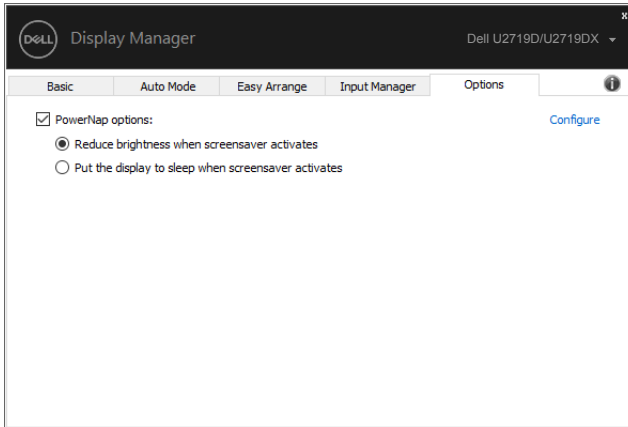 x
DELL
Display Manager
Dell U2719D/U2719DX
Basic
Auto Mode
Easy Arrange
Input Manager
Options
i
PowerNap options:
Configure
Reduce brightness when screensaver activates
Put the display to sleep when screensaver activates